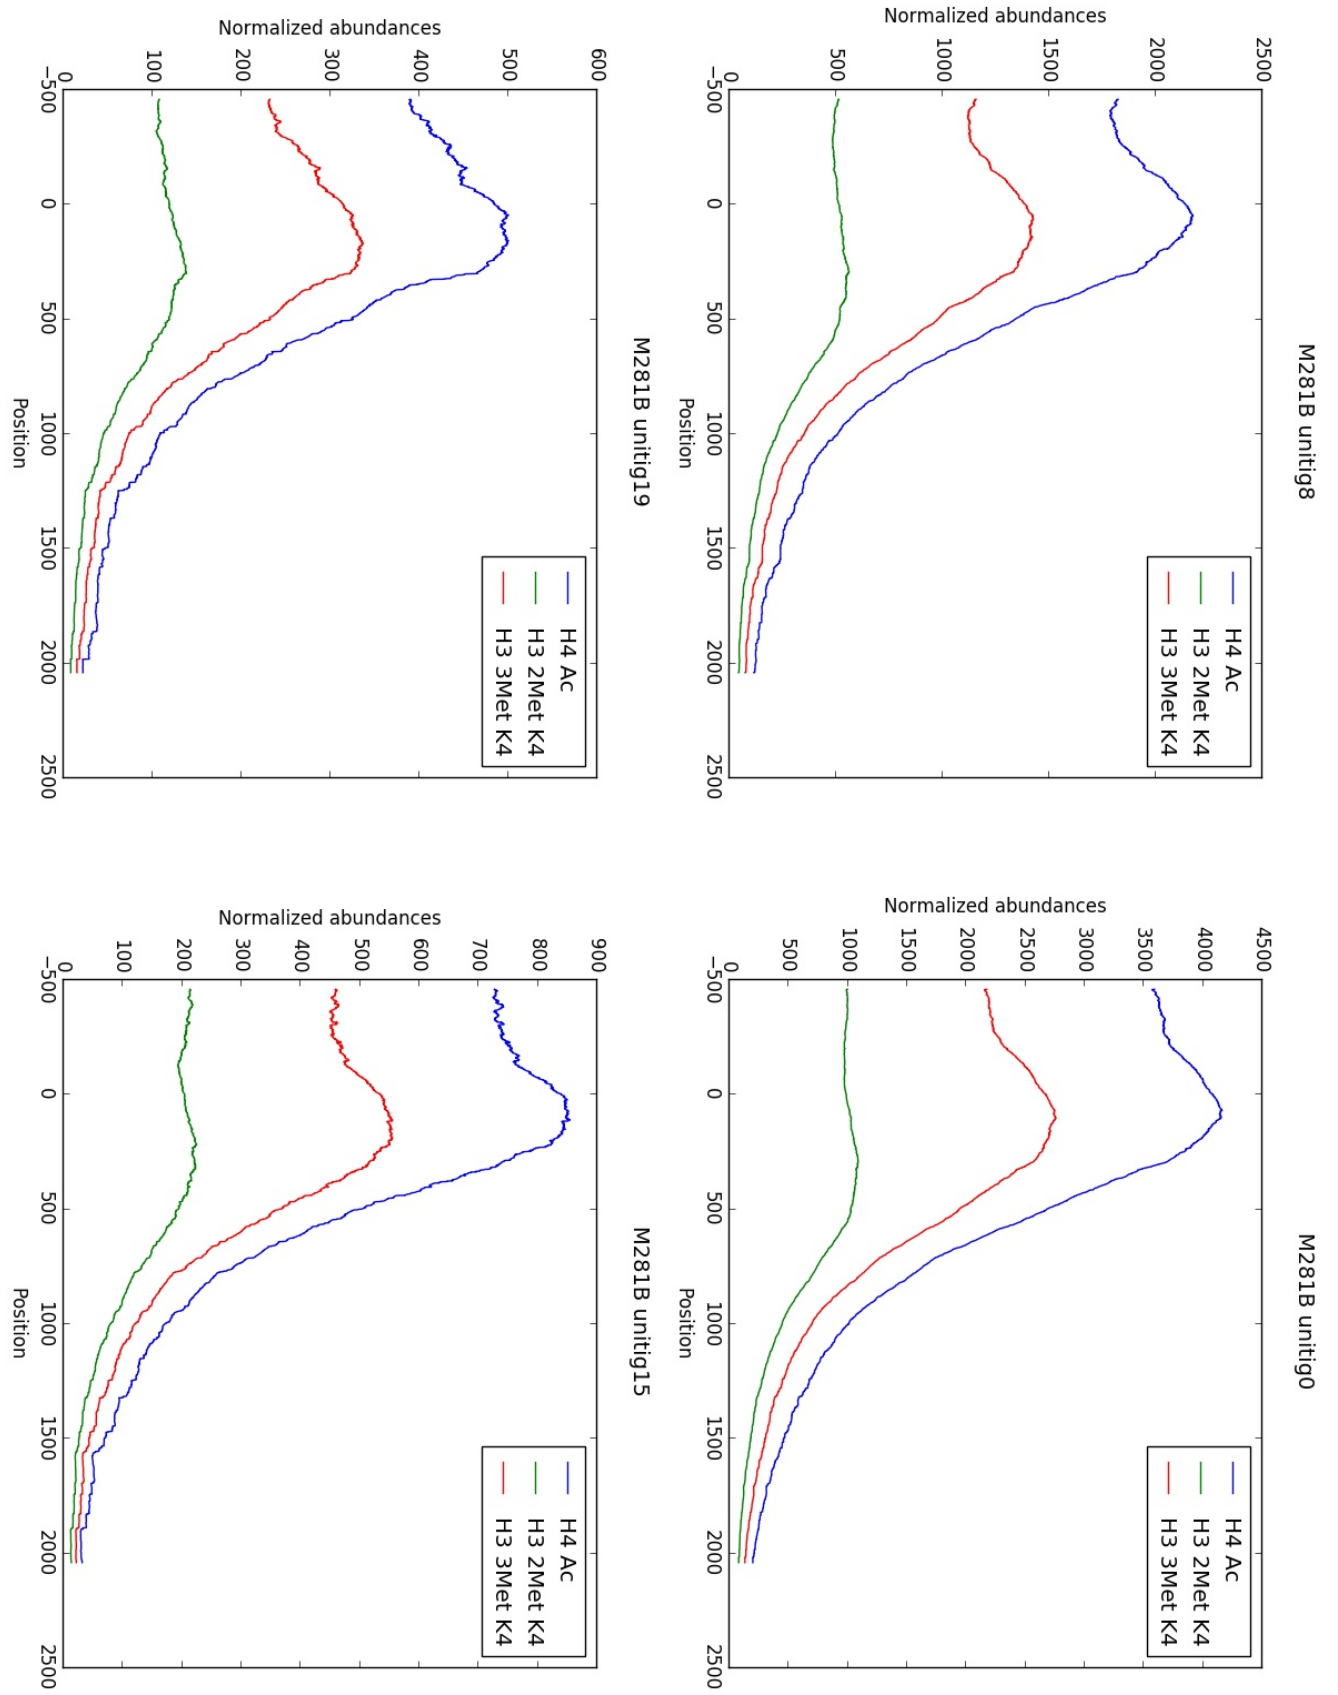 M281B unitig8
Normalized abundances
2500
2000
1500
1000
500
0
−500
0
500
1000
1500
2000
2500
Position
H4 Ac
H3 2Met K4
H3 3Met K4
M281B unitig0
Normalized abundances
4500
4000
3500
3000
2500
2000
1500
1000
500
0
−500
0
500
1000
1500
2000
2500
Position
H4 Ac
H3 2Met K4
H3 3Met K4
M281B unitig19
Normalized abundances
600
500
400
300
200
100
0
−500
0
500
1000
1500
2000
2500
Position
H4 Ac
H3 2Met K4
H3 3Met K4
M281B unitig15
Normalized abundances
900
800
700
600
500
400
300
200
100
0
−500
0
500
1000
1500
2000
2500
Position
H4 Ac
H3 2Met K4
H3 3Met K4